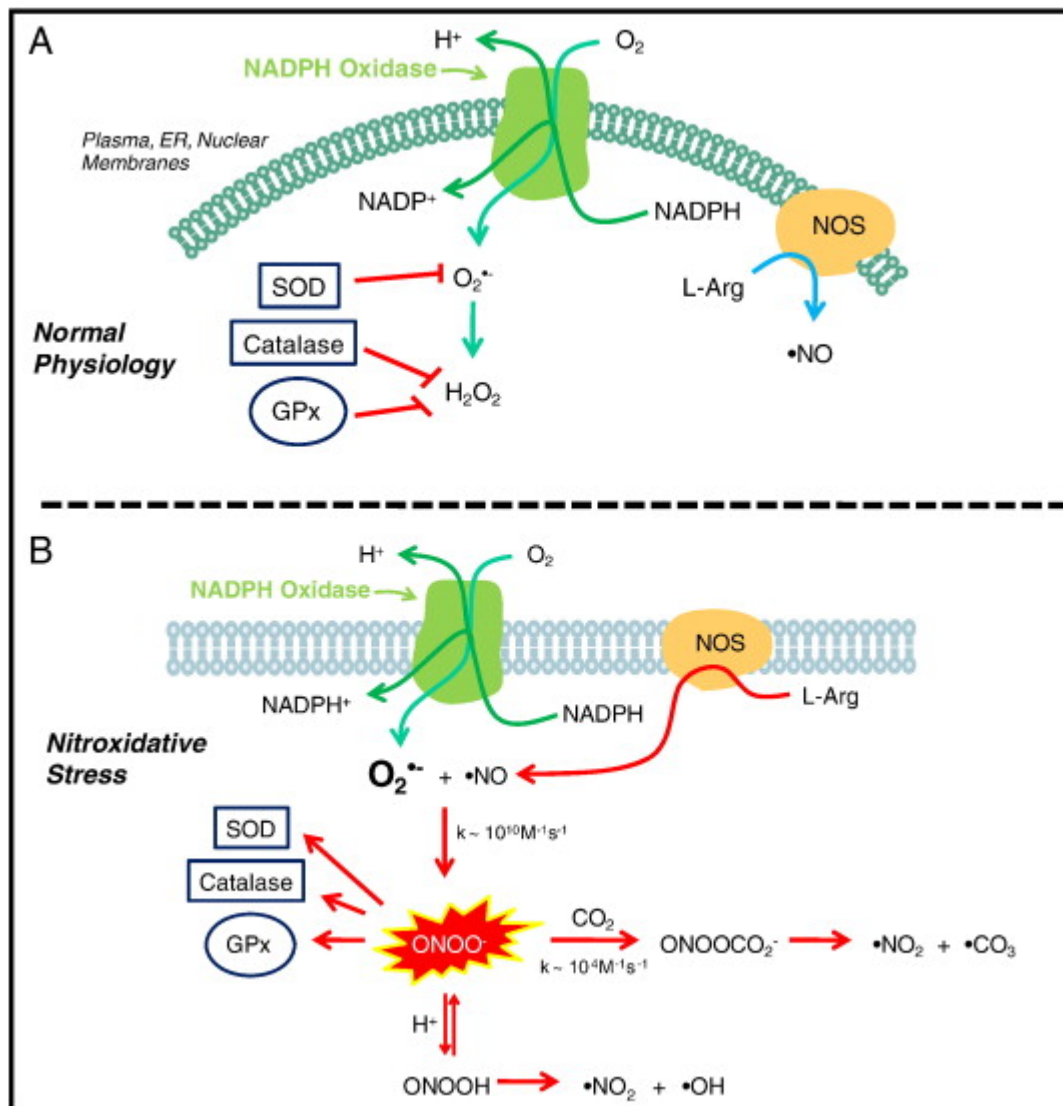 A
H⁺
O₂
NADPH Oxidase
Plasma, ER, Nuclear
Membranes
NADP⁺
NADPH
NOS
SOD
O₂•⁻
L-Arg
Normal
Physiology
Catalase
•NO
GPx
H₂O₂
B
H⁺
O₂
NADPH Oxidase
NOS
NADPH⁺
NADPH
L-Arg
Nitroxidative
Stress
O₂•⁻ + •NO
SOD
k ~ 10¹⁰M⁻¹s⁻¹
Catalase
GPx
ONOO⁻
CO₂
k ~ 10⁻⁴M⁻¹s⁻¹
ONOOCO₂⁻
•NO₂ + •CO₃
H⁺
ONOOH
•NO₂ + •OH